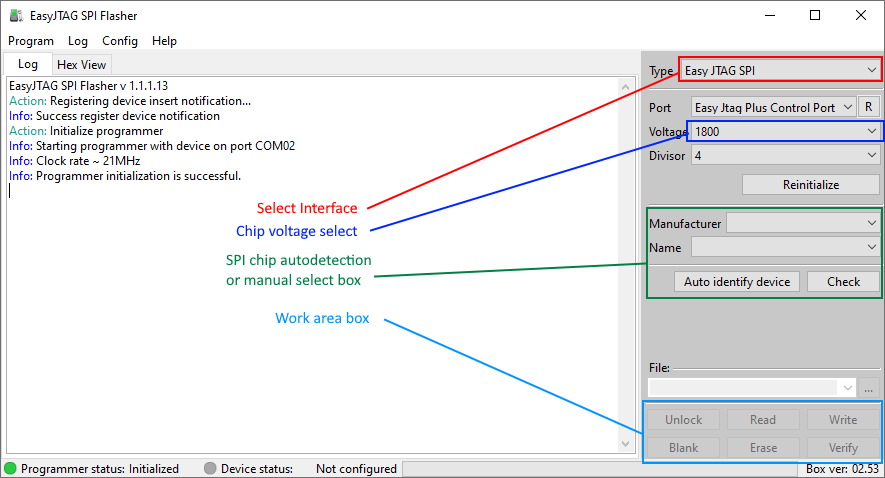 EasyJTAG SPI Flasher
Program Log Config Help
Log Hex View
EasyJTAG SPI Flasher v 1.1.1.13
Action: Registering device insert notification...
Info: Success register device notification
Action: Initialize programmer
Info: Starting programmer with device on port COM02
Info: Clock rate ~ 21MHz
Info: Programmer initialization is successful.
Select Interface
Chip voltage select
SPI chip autodetection
or manual select box
Work area box
Type Easy JTAG SPI
Port Easy Jtaq Plus Control Port R
Voltage 1800
Divisor 4
Reinitialize
Manufacturer
Name
Auto identify device Check
File:
...
Unlock Read Write
Blank Erase Verify
Programmer status: Initialized Device status: Not configured Box ver: 02.53